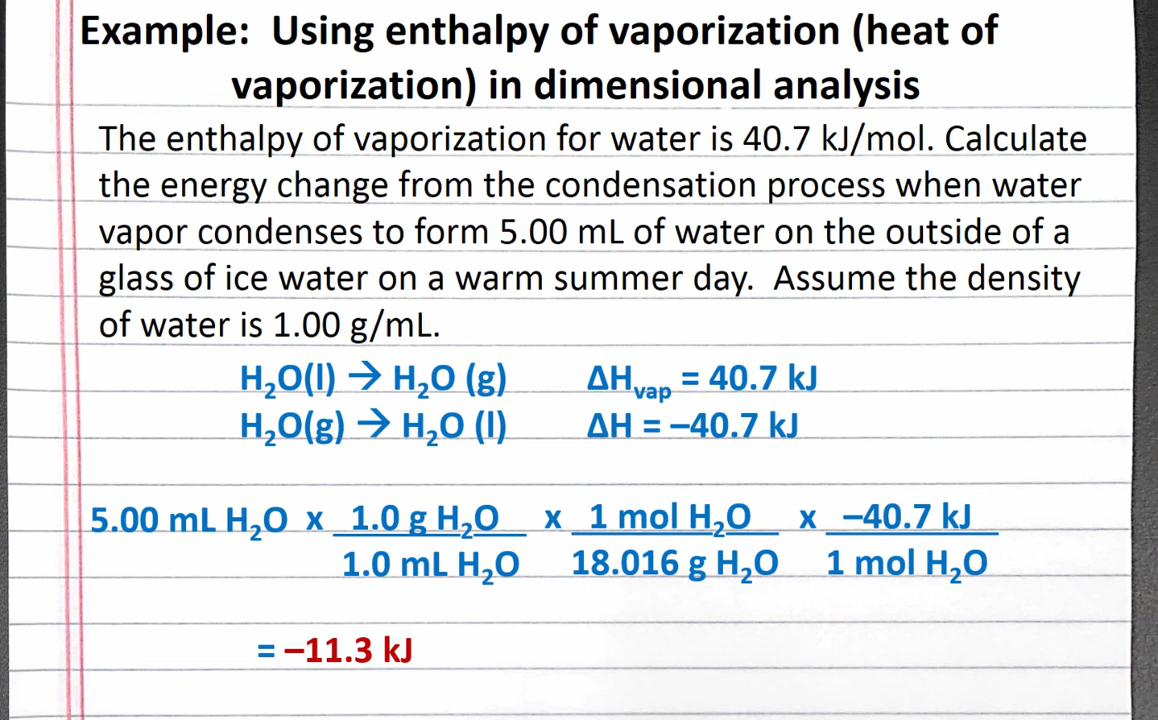 Example: Using enthalpy of vaporization (heat of
vaporization) in dimensional analysis
The enthalpy of vaporization for water is 40.7 kJ/mol. Calculate
the energy change from the condensation process when water
vapor condenses to form 5.00 mL of water on the outside of a
glass of ice water on a warm summer day. Assume the density
of water is 1.00 g/mL.
H₂O(l) → H₂O (g) ΔHvap = 40.7 kJ
H₂O(g) → H₂O (l) ΔH = –40.7 kJ
5.00 mL H₂O x 1.0 g H₂O x 1 mol H₂O x –40.7 kJ
1.0 mL H₂O 18.016 g H₂O 1 mol H₂O
= –11.3 kJ